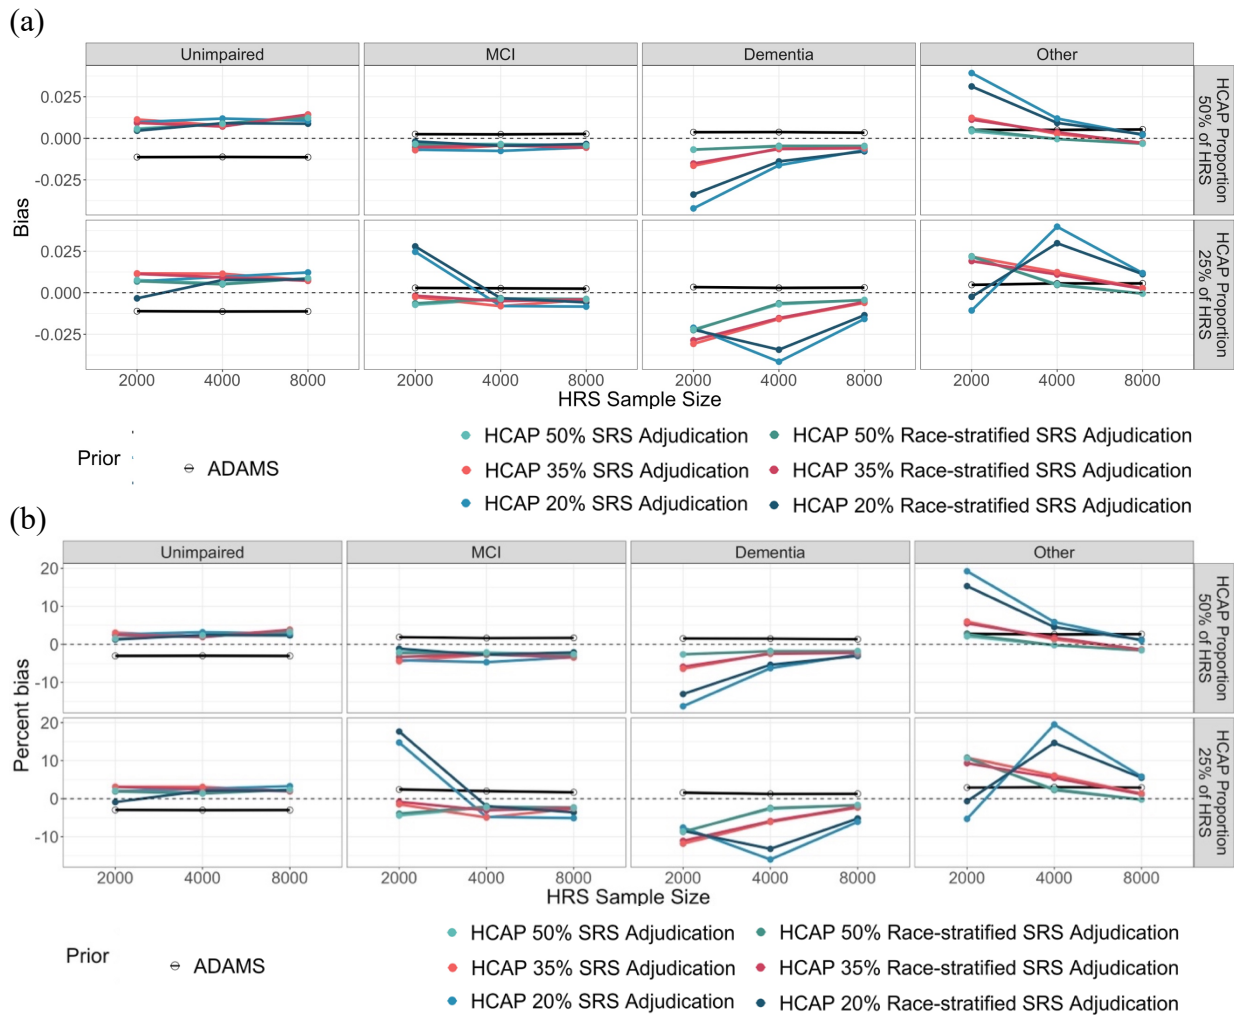 (a)
Unimpaired MCI Dementia Other
0.025
0.000
-0.025
HCAP Proportion
50% of HRS
Bias
0.025
0.000
-0.025
HCAP Proportion
25% of HRS
2000 4000 8000 2000 4000 8000 2000 4000 8000 2000 4000 8000
HRS Sample Size
Prior
ADAMS
HCAP 50% SRS Adjudication HCAP 50% Race-stratified SRS Adjudication
HCAP 35% SRS Adjudication HCAP 35% Race-stratified SRS Adjudication
HCAP 20% SRS Adjudication HCAP 20% Race-stratified SRS Adjudication
(b)
Unimpaired MCI Dementia Other
20
10
0
-10
HCAP Proportion
50% of HRS
Percent bias
20
10
0
-10
HCAP Proportion
25% of HRS
2000 4000 8000 2000 4000 8000 2000 4000 8000 2000 4000 8000
HRS Sample Size
Prior
ADAMS
HCAP 50% SRS Adjudication HCAP 50% Race-stratified SRS Adjudication
HCAP 35% SRS Adjudication HCAP 35% Race-stratified SRS Adjudication
HCAP 20% SRS Adjudication HCAP 20% Race-stratified SRS Adjudication